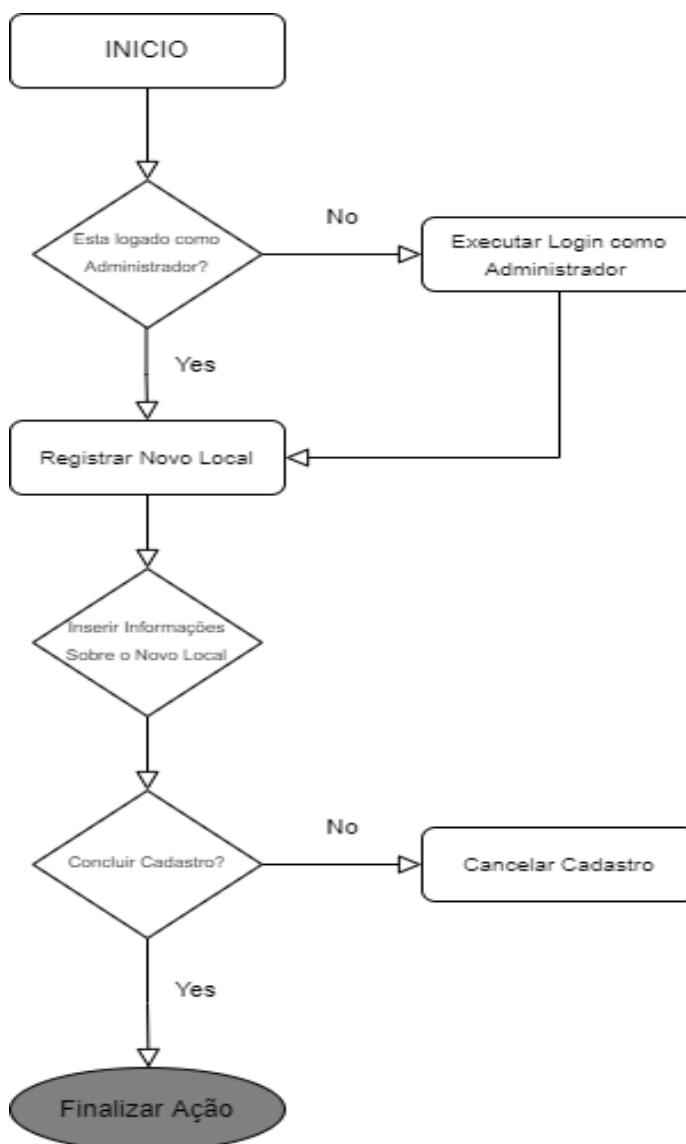 INICIO
Esta logado como
Administrador?
No
Executar Login como
Administrador
Yes
Registrar Novo Local
Inserir Informações
Sobre o Novo Local
Concluir Cadastro?
No
Cancelar Cadastro
Yes
Finalizar Ação